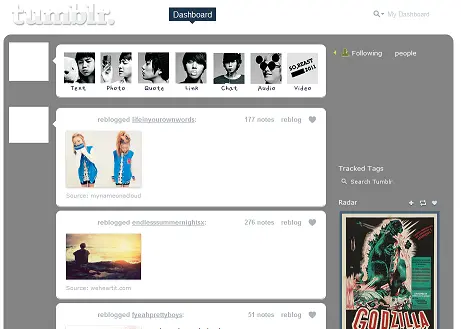 tumblr.
Dashboard
My Dashboard
Following people
SO,BEAST
2011
Text Photo Quote Link Chat Audio Video
reblogged lifeinyourownwords: 177 notes reblog
Source: mynameonacloud
reblogged endlesssummernightsx: 276 notes reblog
Source: weheartit.com
reblogged fyeahprettyboys: 51 notes reblog
Tracked Tags
Search Tumblr
Radar
GODZILLA